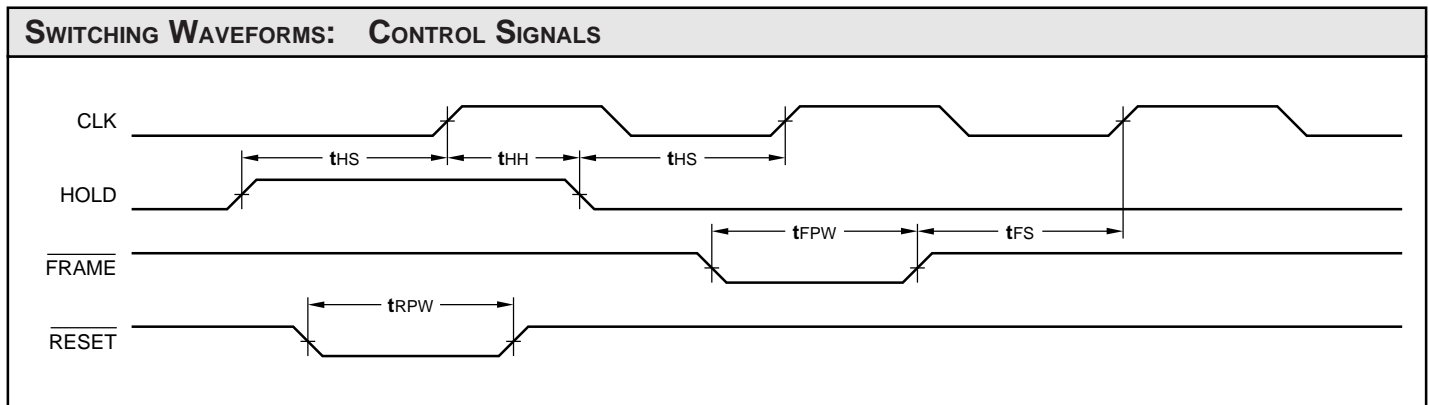 SWITCHING WAVEFORMS: CONTROL SIGNALS
CLK
tHS tHH tHS
HOLD
tFPW tFS
FRAME
tRPW
RESET